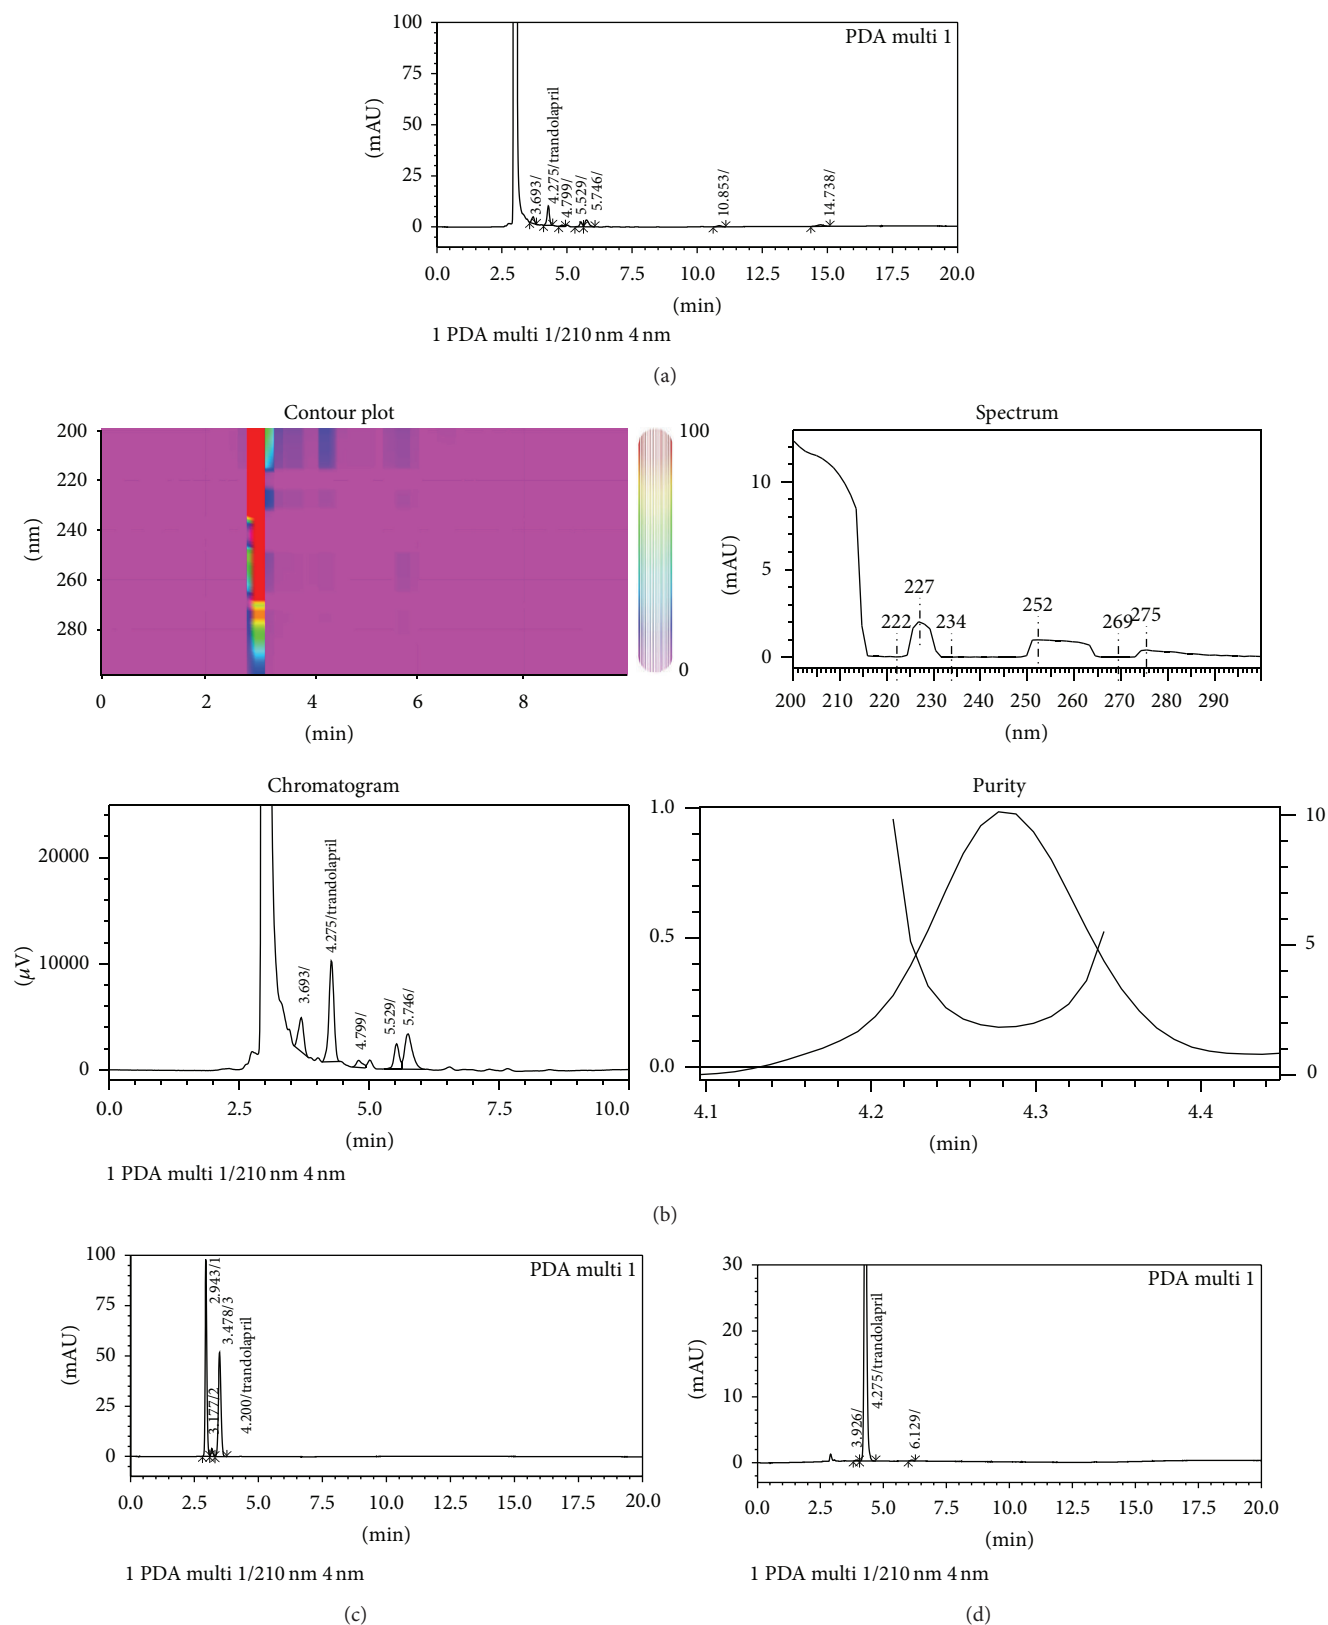 100
PDA multi 1
75
50
25
0
(mAU)
3.693/
4.275/trandolapril
4.799/
5.529/
5.746/
10.853/
14.738/
0.0 2.5 5.0 7.5 10.0 12.5 15.0 17.5 20.0
(min)
1 PDA multi 1/210 nm 4 nm
(a)
Contour plot
200
220
240
260
280
(nm)
0 2 4 6 8
(min)
100
0
Spectrum
10
5
0
(mAU)
222
227
234
252
269
275
200 210 220 230 240 250 260 270 280 290
(nm)
Chromatogram
20000
10000
0
(µV)
3.693/
4.275/trandolapril
4.799/
5.529/
5.746/
0.0 2.5 5.0 7.5 10.0
(min)
1 PDA multi 1/210 nm 4 nm
Purity
1.0
0.5
0.0
10
5
0
4.1 4.2 4.3 4.4
(min)
(b)
100
PDA multi 1
75
50
25
0
(mAU)
2.943/1
3.177/2
3.478/3
4.200/trandolapril
0.0 2.5 5.0 7.5 10.0 12.5 15.0 17.5 20.0
(min)
1 PDA multi 1/210 nm 4 nm
(c)
30
PDA multi 1
20
10
0
(mAU)
3.926/
4.275/trandolapril
6.129/
0.0 2.5 5.0 7.5 10.0 12.5 15.0 17.5 20.0
(min)
1 PDA multi 1/210 nm 4 nm
(d)